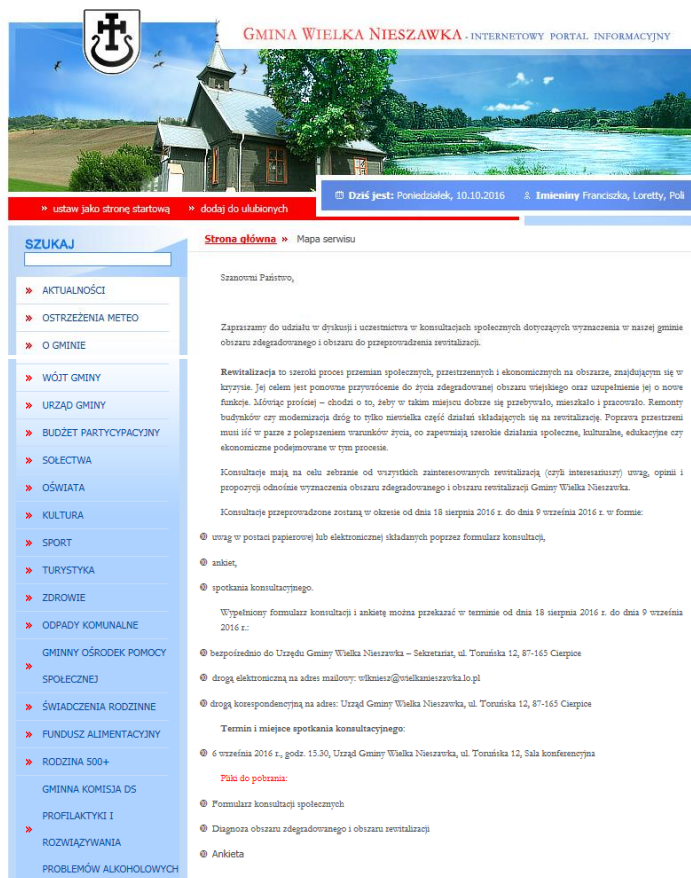 GMINA WIELKA NIESZAWKA - INTERNETOWY PORTAL INFORMACYJNY
Dziś jest: Poniedziałek, 10.10.2016 Imieniny Franciszka, Loretty, Poli
» ustaw jako stronę startową » dodaj do ulubionych
SZUKAJ
» AKTUALNOŚCI
» OSTRZEŻENIA METEO
» O GMINIE
» WÓJT GMINY
» URZĄD GMINY
» BUDŻET PARTYCYPACYJNY
» SOŁECTWA
» OŚWIATA
» KULTURA
» SPORT
» TURYSTYKA
» ZDROWIE
» ODPADY KOMUNALNE
» GMINNY OŚRODEK POMOCY
SPOŁECZNEJ
» ŚWIADCZENIA RODZINNE
» FUNDUSZ ALIMENTACYJNY
» RODZINA 500+
» GMINNA KOMISJA DS
PROFILAKTYKI I
ROZWIĄZYWANIA
PROBLEMÓW ALKOHOLOWYCH
Strona główna » Mapa serwisu
Szanowni Państwo,
Zapraszamy do udziału w dyskusji i uczestnictwa w konsultacjach społecznych dotyczących wyznaczenia w naszej gminie
obszaru zdegradowanego i obszaru do przeprowadzenia rewitalizacji.
Rewitalizacja to szeroki proces przemian społecznych, przestrzennych i ekonomicznych na obszarze, znajdującym się w
kryzysie. Jej celem jest ponowne przywrócenie do życia zdegradowanej obszaru wiejskiego oraz uzupełnienie jej o nowe
funkcje. Mówiąc prościej – chodzi o to, żeby w takim miejscu dobrze się przebywało, mieszkało i pracowało. Remonty
budynków czy modernizacja dróg to tylko niewielka część działań składających się na rewitalizację. Poprawa przestrzeni
musi iść w parze z polepszeniem warunków życia, co zapewniają szerokie działania społeczne, kulturalne, edukacyjne czy
ekonomiczne podejmowane w tym procesie.
Konsultacje mają na celu zebranie od wszystkich zainteresowanych rewitalizacją (czyli interesariuszy) uwag, opinii i
propozycji odnośnie wyznaczenia obszaru zdegradowanego i obszaru rewitalizacji Gminy Wielka Nieszawka.
Konsultacje przeprowadzone zostaną w okresie od dnia 18 sierpnia 2016 r. do dnia 9 września 2016 r. w formie:
uwag w postaci papierowej lub elektronicznej składanych poprzez formularz konsultacji,
ankiet,
spotkania konsultacyjnego.
Wypełniony formularz konsultacji i ankietę można przekazać w terminie od dnia 18 sierpnia 2016 r. do dnia 9 września
2016 r.:
bezpośrednio do Urzędu Gminy Wielka Nieszawka – Sekretariat, ul. Toruńska 12, 87-165 Cierpice
drogą elektroniczną na adres mailowy: wlkniesz@wielkanieszawka.lo.pl
drogą korespondencyjną na adres: Urząd Gminy Wielka Nieszawka, ul. Toruńska 12, 87-165 Cierpice
Termin i miejsce spotkania konsultacyjnego:
6 września 2016 r., godz. 15.30, Urząd Gminy Wielka Nieszawka, ul. Toruńska 12, Sala konferencyjna
Pliki do pobrania:
Formularz konsultacji społecznych
Diagnoza obszaru zdegradowanego i obszaru rewitalizacji
Ankieta